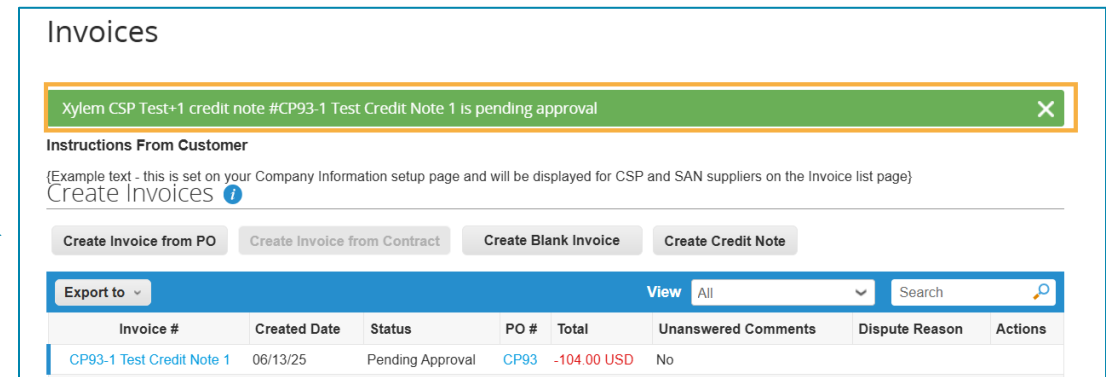 Invoices
Xylem CSP Test+1 credit note #CP93-1 Test Credit Note 1 is pending approval
Instructions From Customer
{Example text - this is set on your Company Information setup page and will be displayed for CSP and SAN suppliers on the Invoice list page}
Create Invoices
Create Invoice from PO Create Invoice from Contract Create Blank Invoice Create Credit Note
Export to View All Search
Invoice # Created Date Status PO # Total Unanswered Comments Dispute Reason Actions
CP93-1 Test Credit Note 1 06/13/25 Pending Approval CP93 -104.00 USD No